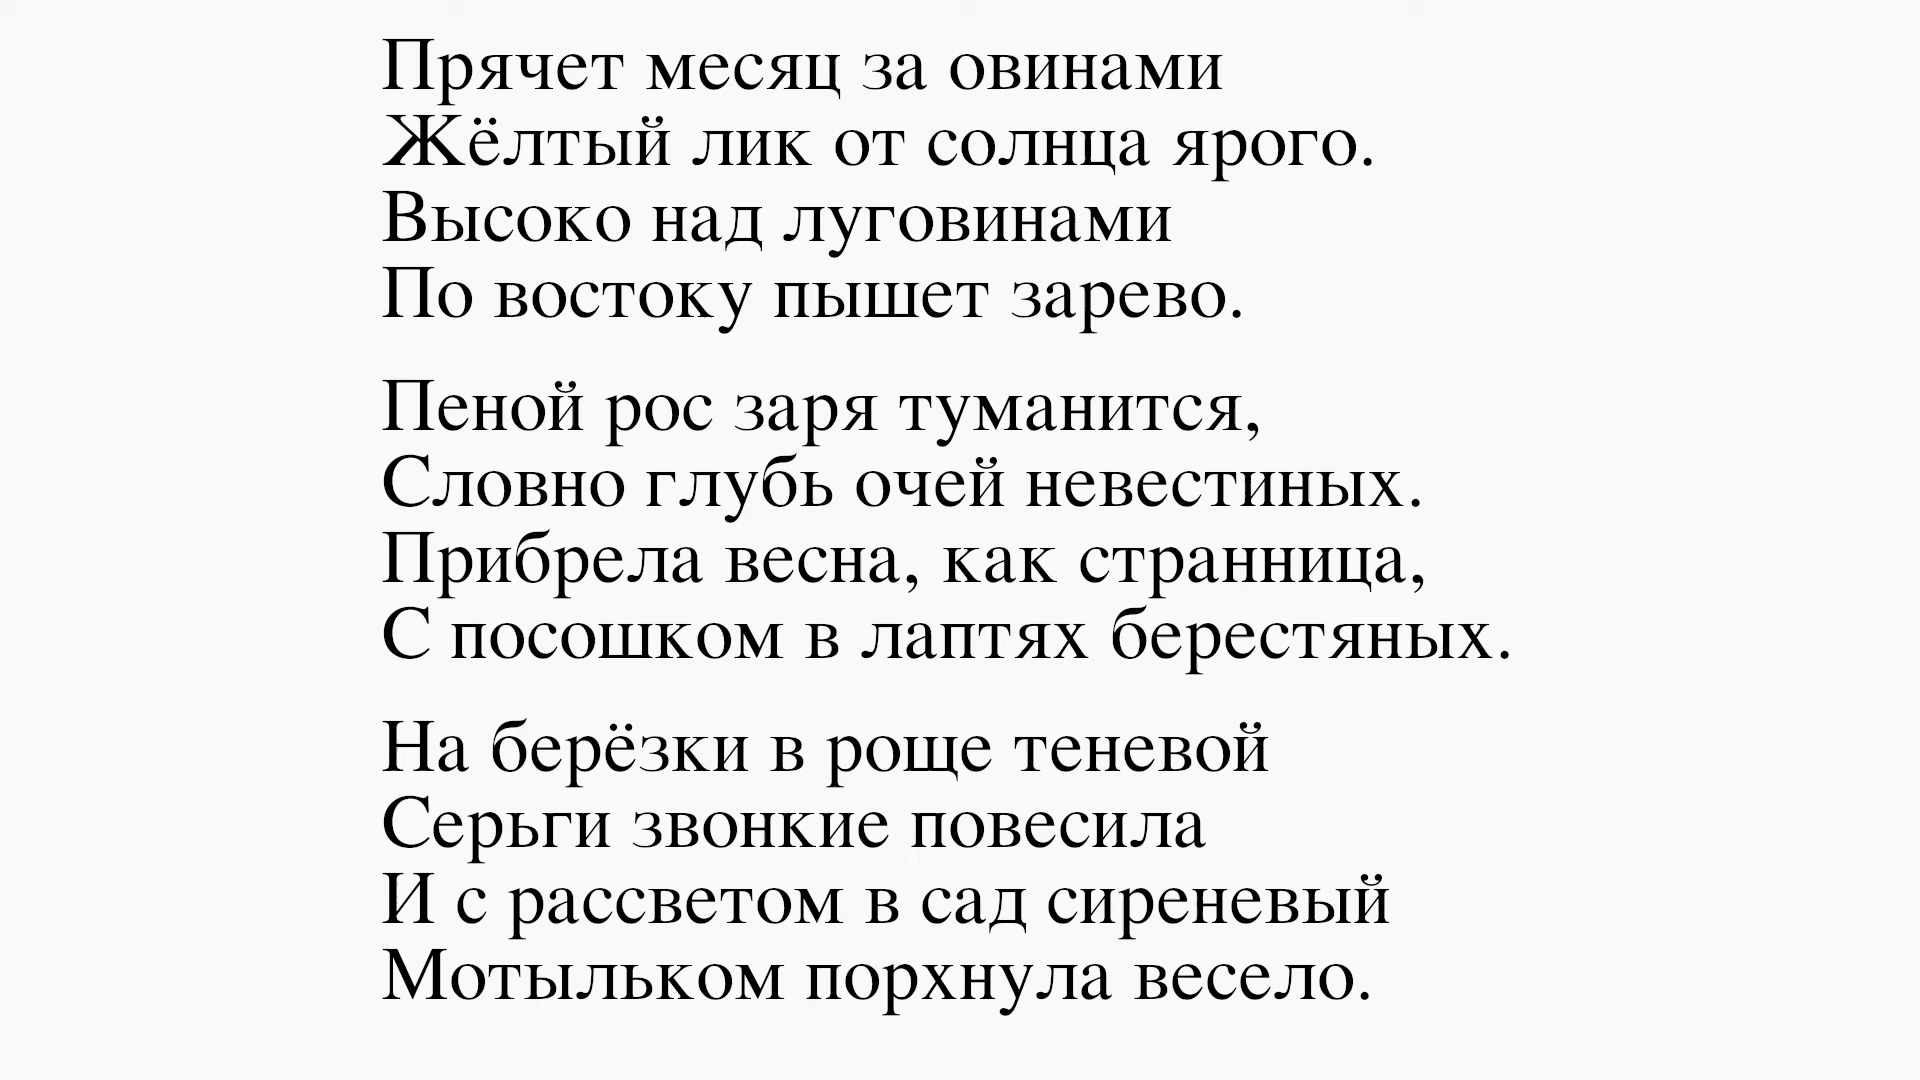 Прячет месяц за овинами
Жёлтый лик от солнца ярого.
Высоко над луговинами
По востоку пышет зарево.
Пеной рос заря туманится,
Словно глубь очей невестиных.
Прибрела весна, как странница,
С посошком в лаптях берестяных.
На берёзки в роще теневой
Серьги звонкие повесила
И с рассветом в сад сиреневый
Мотыльком порхнула весело.